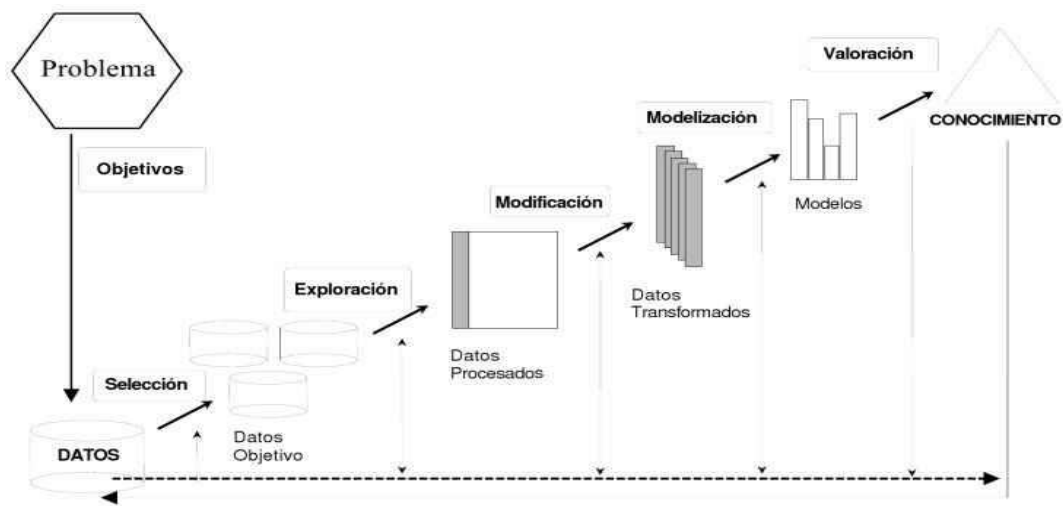 Problema
Objetivos
DATOS
Selección
Datos
Objetivo
Exploración
Datos
Procesados
Modificación
Datos
Transformados
Modelización
Modelos
Valoración
CONOCIMIENTO